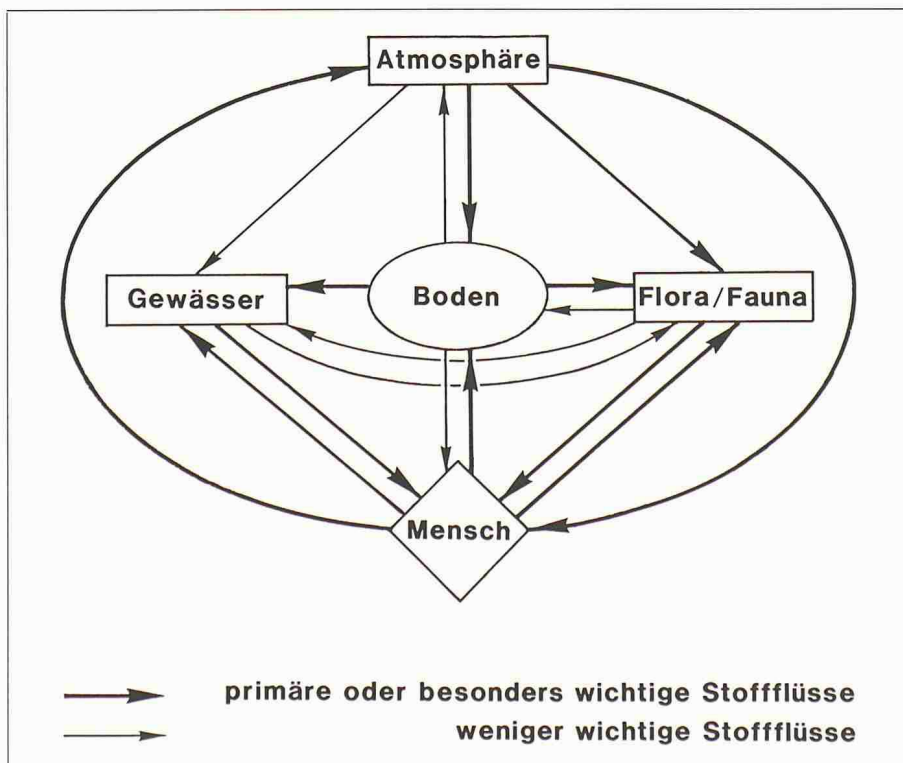 Atmosphäre
Gewässer
Boden
Flora/Fauna
Mensch
primäre oder besonders wichtige Stoffflüsse
weniger wichtige Stoffflüsse